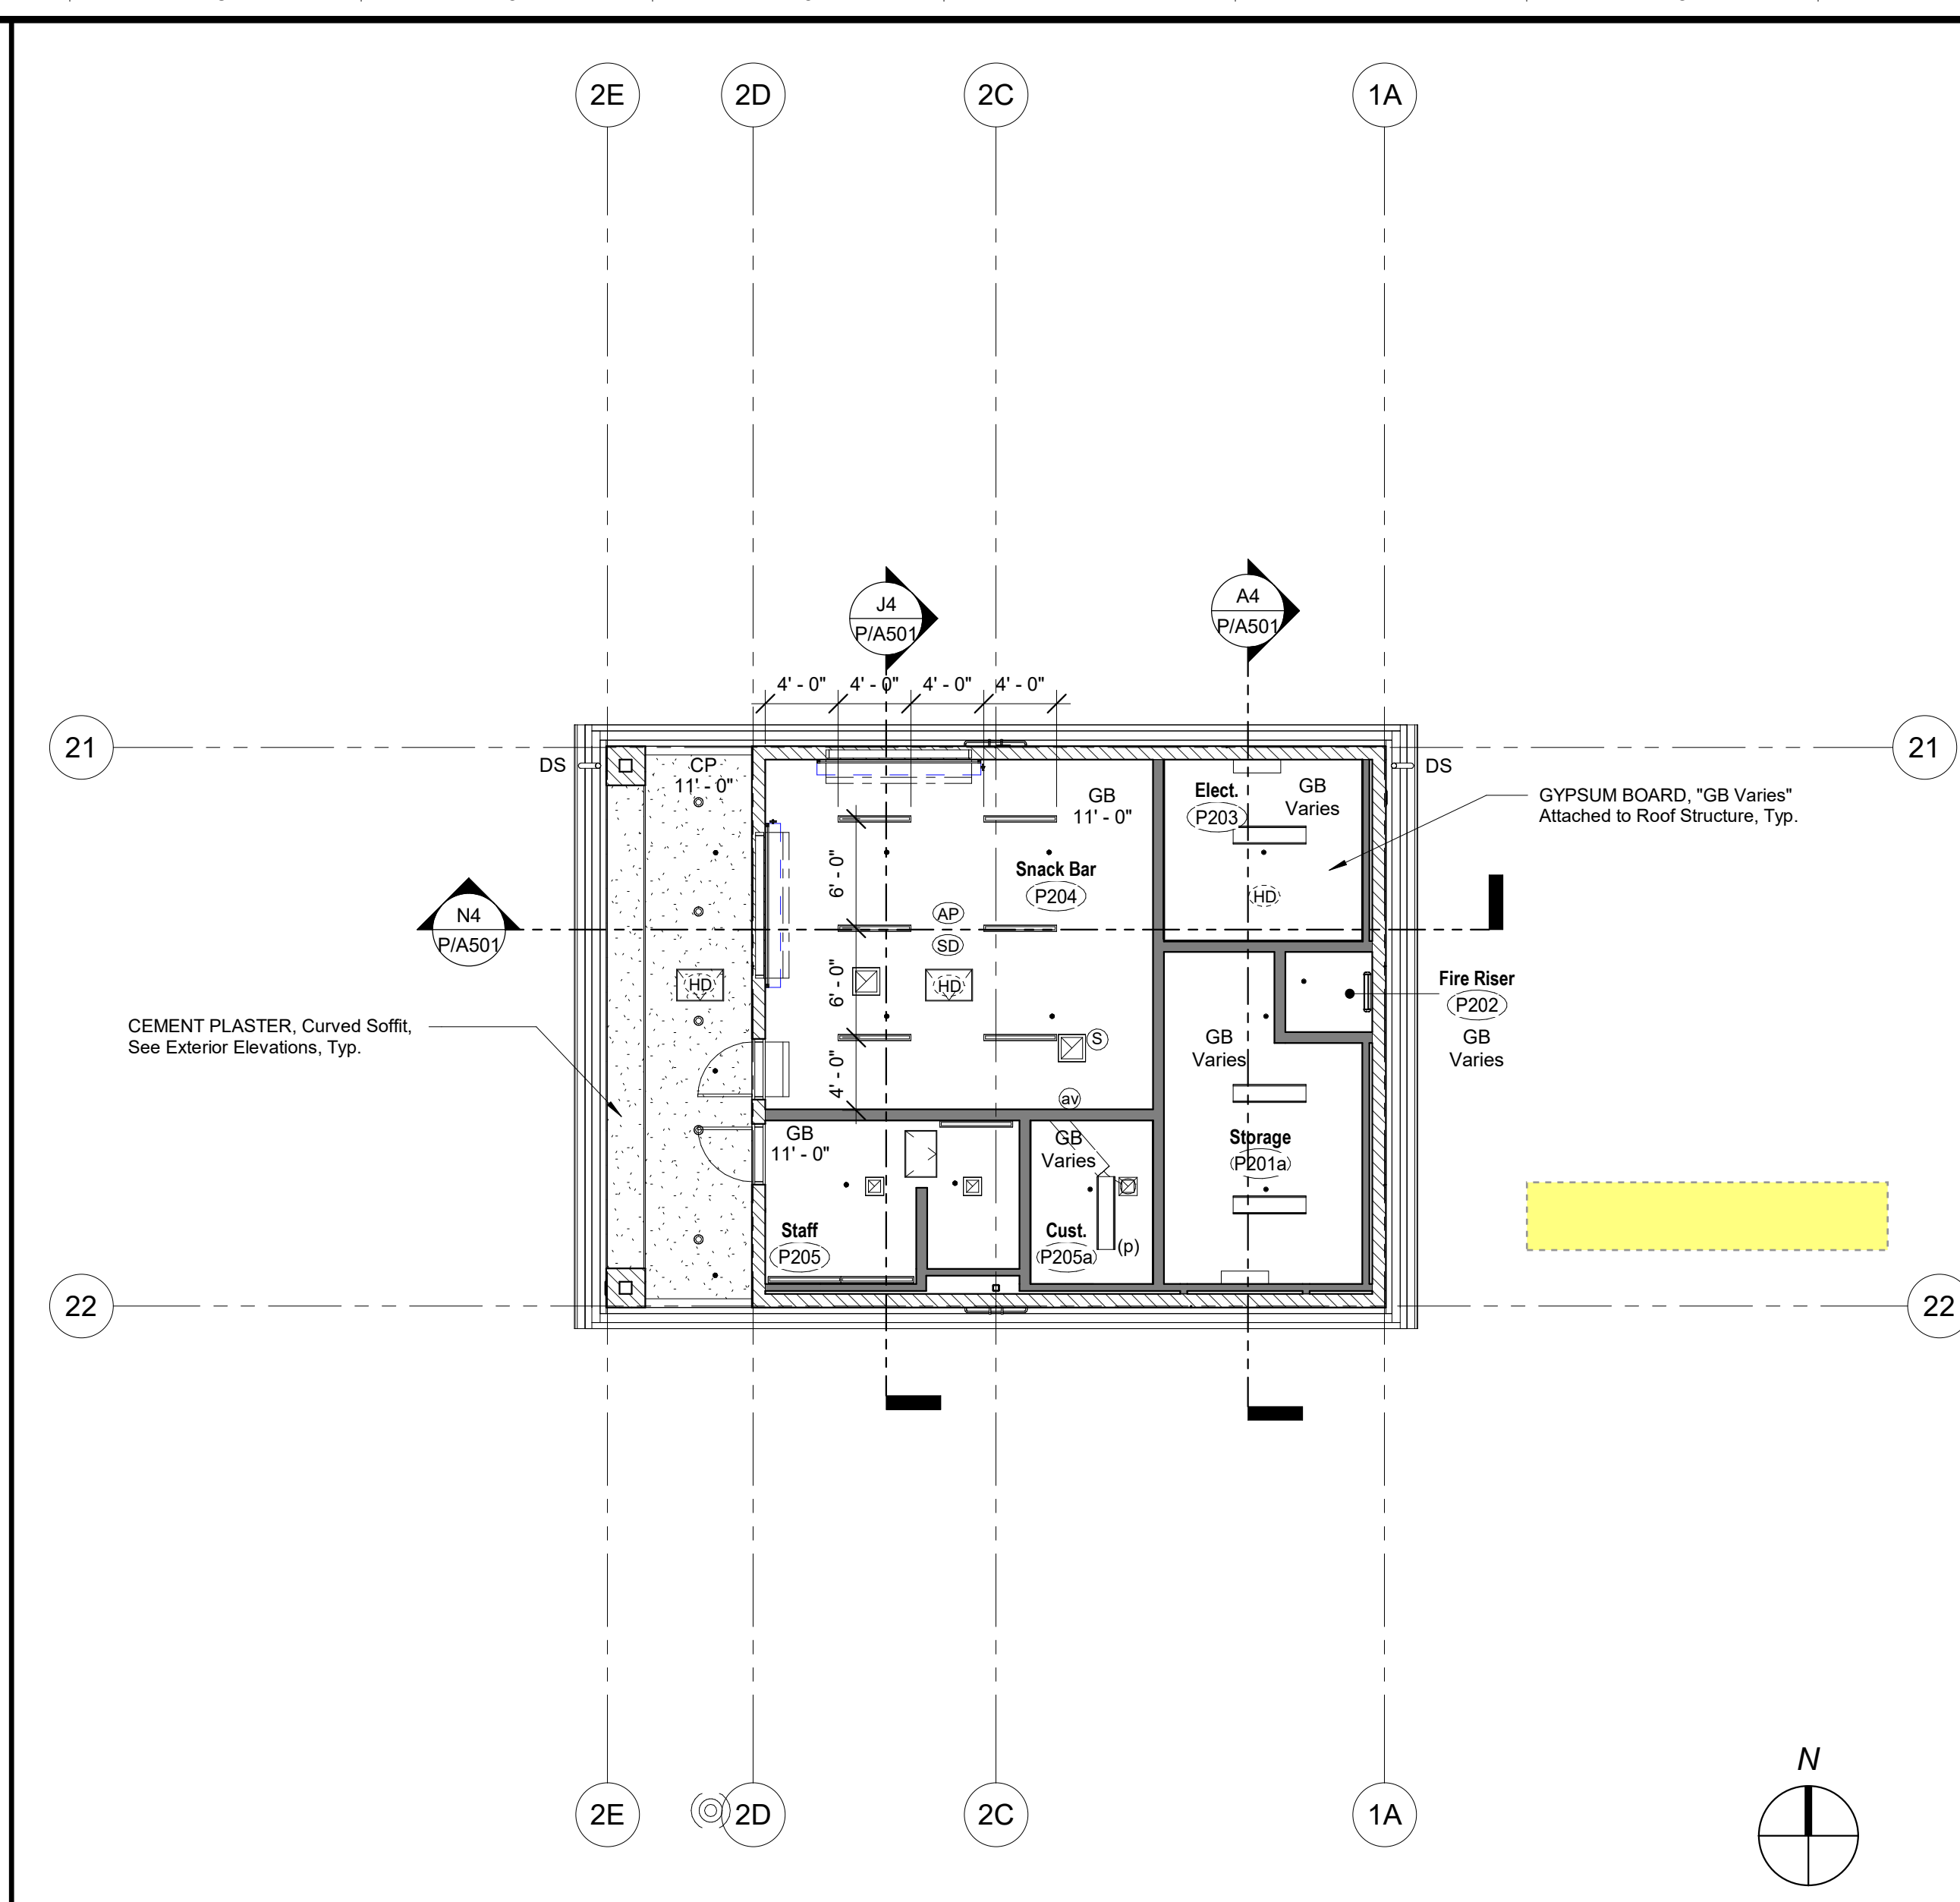 2E
2D
2C
1A
J4
P/A501
A4
P/A501
4' - 0"
4' - 0"
4' - 0"
4' - 0"
21
21
DS
DS
CP
11' - 0"
GB
11' - 0"
Elect.
P203
GB
Varies
GYPSUM BOARD, "GB Varies"
Attached to Roof Structure, Typ.
6' - 0"
Snack Bar
P204
HD
N4
P/A501
AP
SD
HD
6' - 0"
HD
Fire Riser
P202
GB
Varies
CEMENT PLASTER, Curved Soffit,
See Exterior Elevations, Typ.
S
GB
Varies
4' - 0"
av
GB
11' - 0"
GB
Varies
Storage
P201a
Staff
P205
Cust.
P205a
(p)
22
22
N
2E
2D
2C
1A